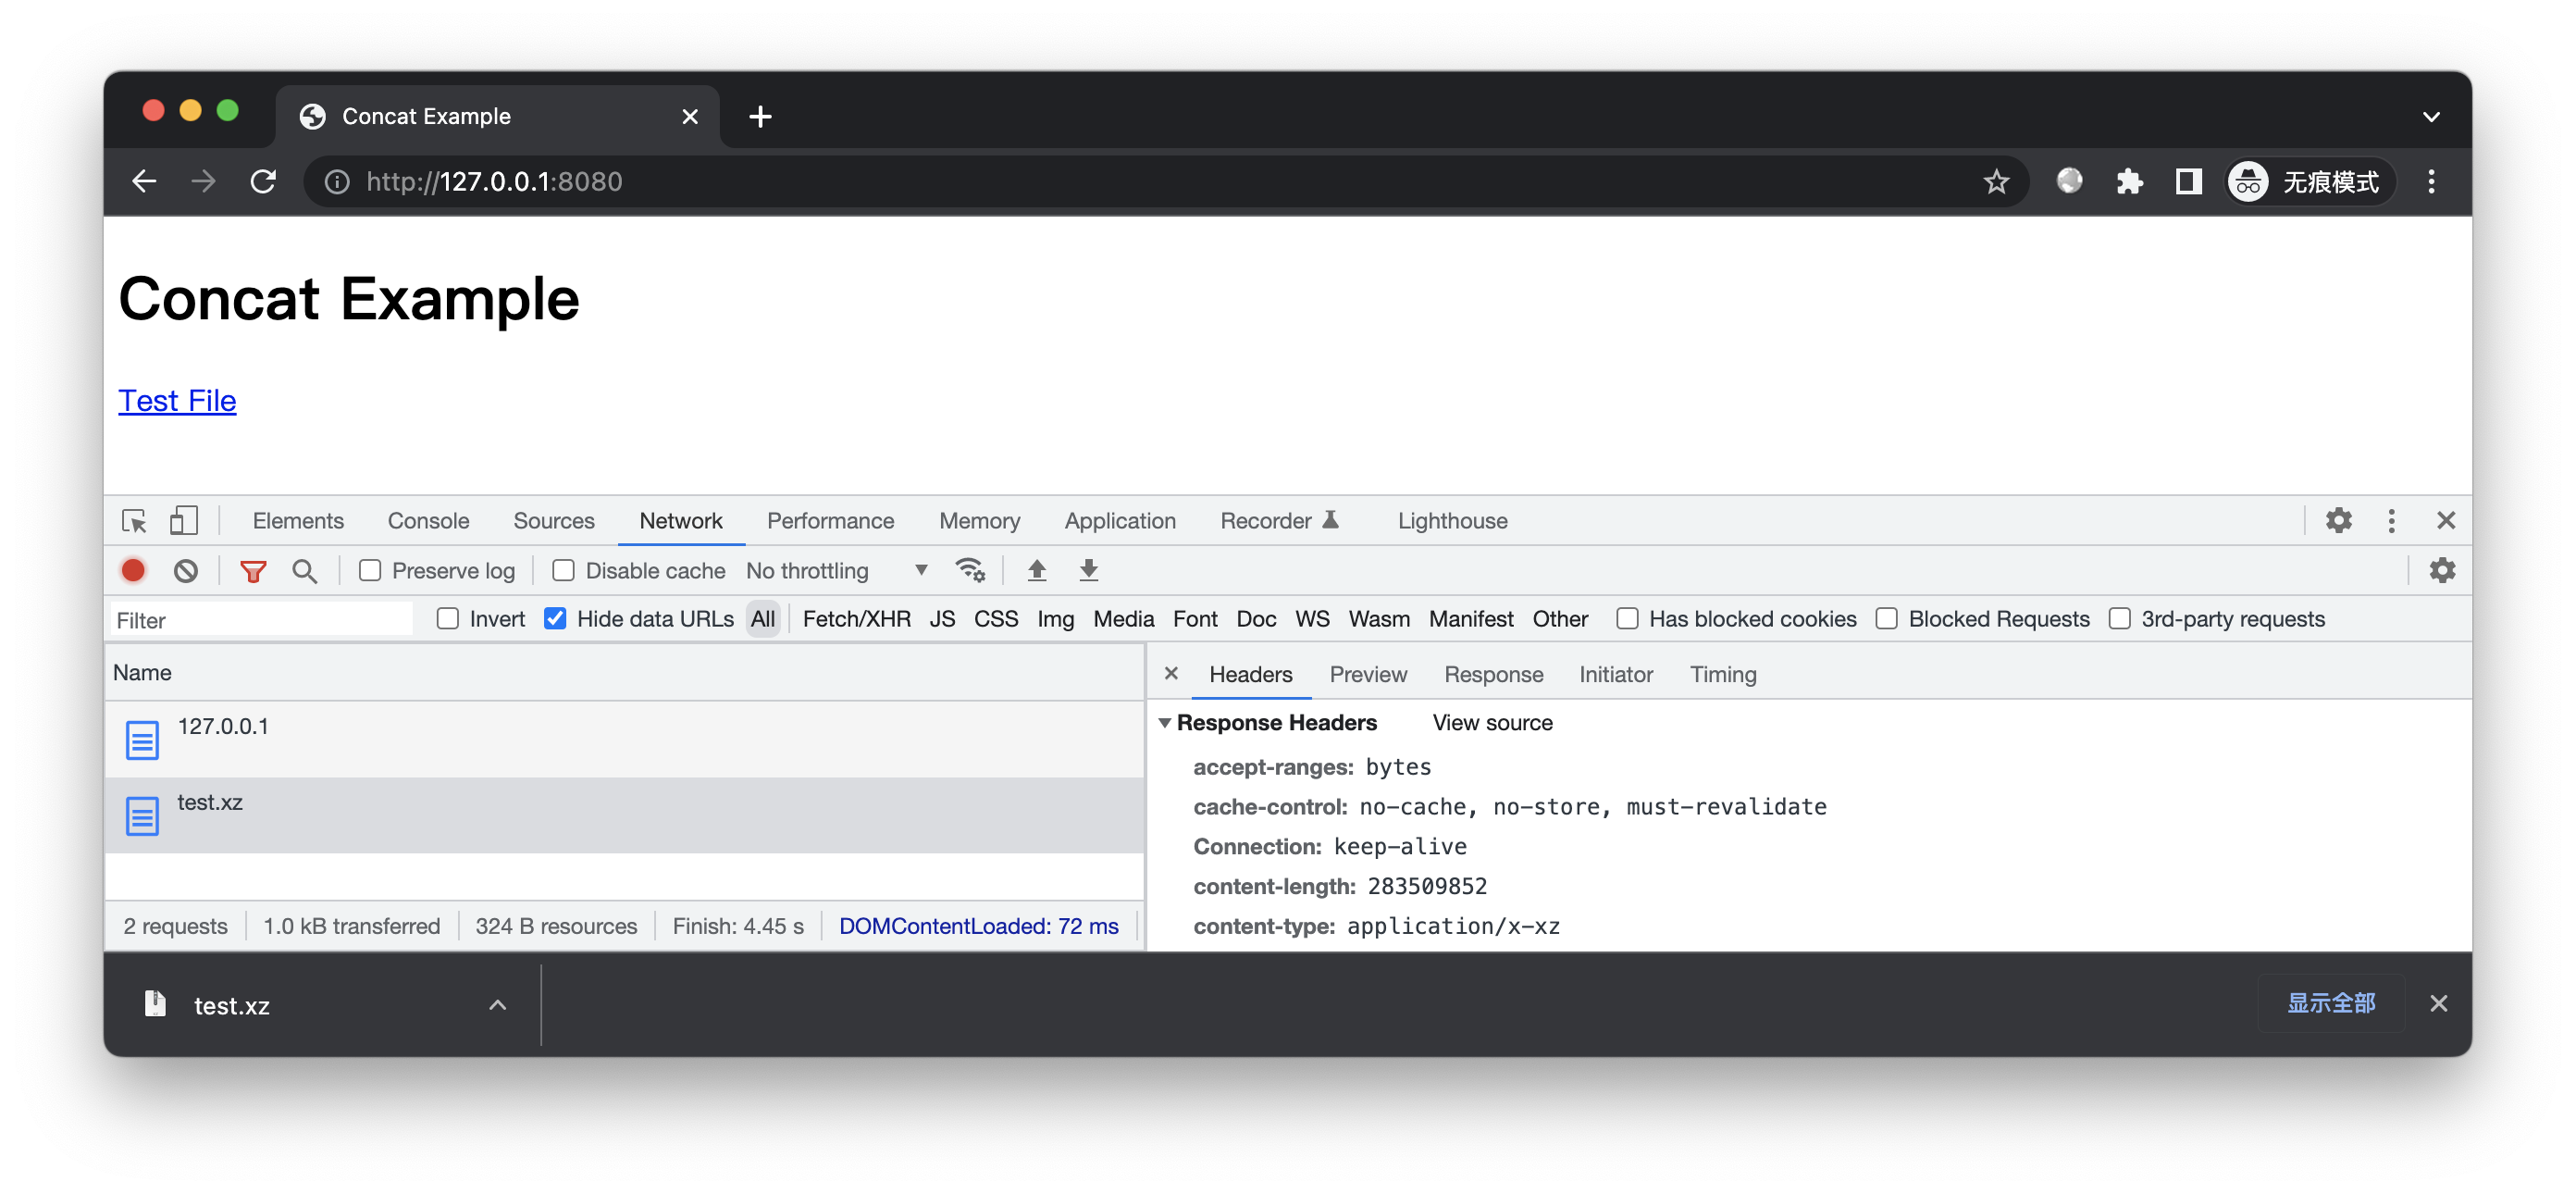 Concat Example
http://127.0.0.1:8080
无痕模式
Concat Example
Test File
Elements Console Sources Network Performance Memory Application Recorder Lighthouse
Preserve log Disable cache No throttling
Filter Invert Hide data URLs All Fetch/XHR JS CSS Img Media Font Doc WS Wasm Manifest Other Has blocked cookies Blocked Requests 3rd-party requests
Name
127.0.0.1
test.xz
2 requests 1.0 kB transferred 324 B resources Finish: 4.45 s DOMContentLoaded: 72 ms
Headers Preview Response Initiator Timing
Response Headers View source
accept-ranges: bytes
cache-control: no-cache, no-store, must-revalidate
Connection: keep-alive
content-length: 283509852
content-type: application/x-xz
test.xz
显示全部